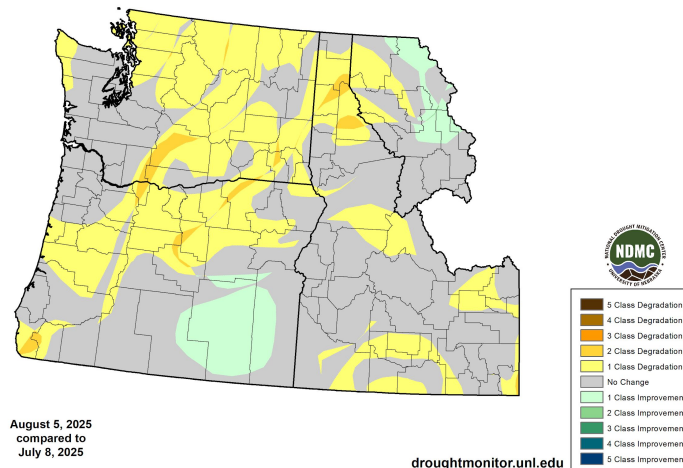 NATIONAL DROUGHT MITIGATION CENTER
NDMC
UNIVERSITY OF NEBRASKA
5 Class Degradation
4 Class Degradation
3 Class Degradation
2 Class Degradation
1 Class Degradation
No Change
1 Class Improvemen
2 Class Improvemen
3 Class Improvemen
4 Class Improvemen
5 Class Improvemen
August 5, 2025
compared to
July 8, 2025
droughtmonitor.unl.edu